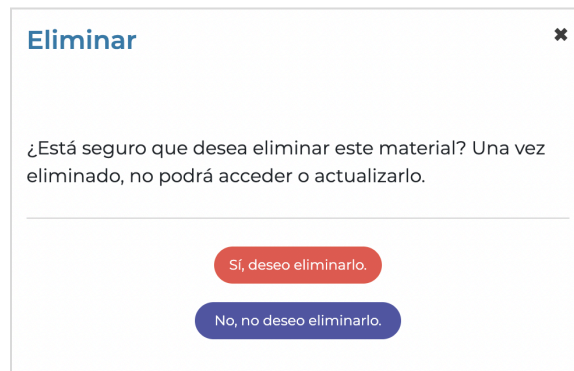 Eliminar
¿Está seguro que desea eliminar este material? Una vez
eliminado, no podrá acceder o actualizarlo.
Sí, deseo eliminarlo.
No, no deseo eliminarlo.